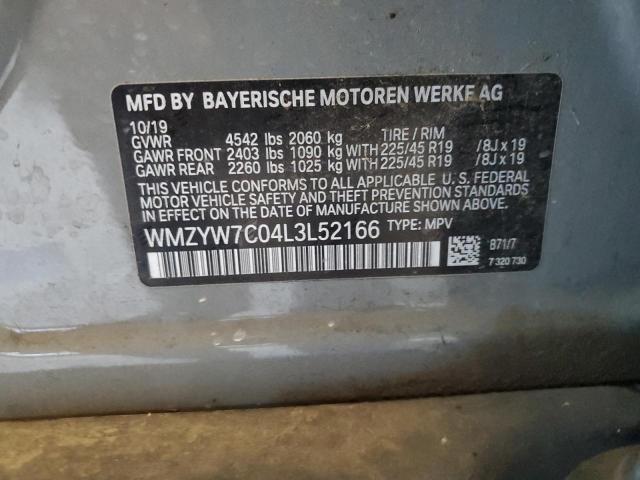 MFD BY BAYERISCHE MOTOREN WERKE AG
10/19
GVWR 4542 lbs 2060 kg TIRE / RIM
GAWR FRONT 2403 lbs 1090 kg WITH 225/45 R19 /8J x 19
GAWR REAR 2260 lbs 1025 kg WITH 225/45 R19 /8J x 19
THIS VEHICLE CONFORMS TO ALL APPLICABLE U. S. FEDERAL
MOTOR VEHICLE SAFETY, BUMPER, AND THEFT PREVENTION
STANDARDS IN EFFECT ON THE DATE OF MANUFACTURE SHOWN
ABOVE.
WMZYW7C04L3L52166 TYPE: MPV
B71/7
7 320 730